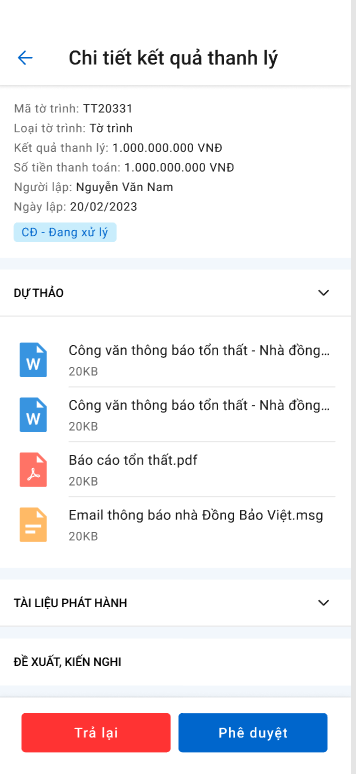 Chi tiết kết quả thanh lý
Mã tờ trình: TT20331
Loại tờ trình: Tờ trình
Kết quả thanh lý: 1.000.000.000 VNĐ
Số tiền thanh toán: 1.000.000.000 VNĐ
Người lập: Nguyễn Văn Nam
Ngày lập: 20/02/2023
CĐ - Đang xử lý
DỰ THẢO
W
Công văn thông báo tổn thất - Nhà đồng...
20KB
W
Công văn thông báo tổn thất - Nhà đồng...
20KB
Báo cáo tổn thất.pdf
20KB
Email thông báo nhà Đồng Bảo Việt.msg
20KB
TÀI LIỆU PHÁT HÀNH
ĐỀ XUẤT, KIẾN NGHI
Trả lại
Phê duyệt